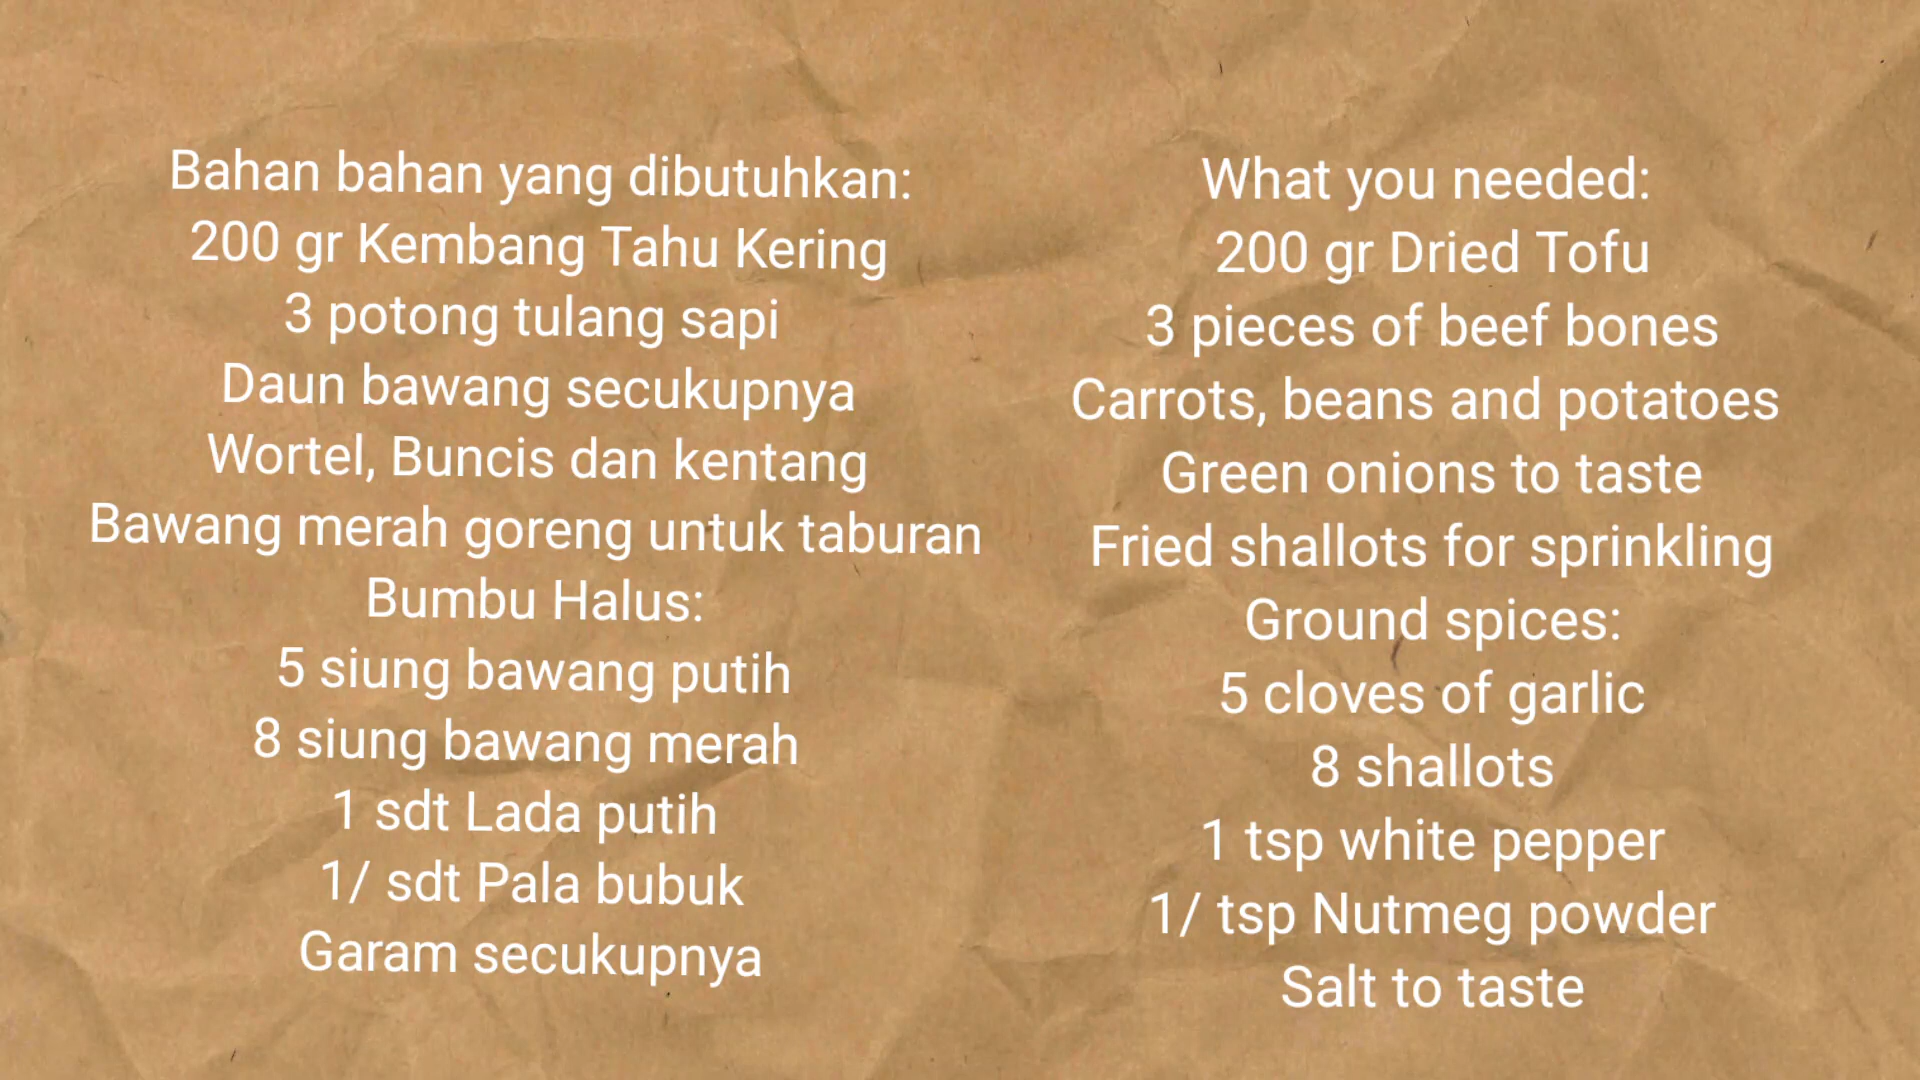 Bahan bahan yang dibutuhkan:
200 gr Kembang Tahu Kering
3 potong tulang sapi
Daun bawang secukupnya
Wortel, Buncis dan kentang
Bawang merah goreng untuk taburan
Bumbu Halus:
5 siung bawang putih
8 siung bawang merah
1 sdt Lada putih
1/ sdt Pala bubuk
Garam secukupnya
What you needed:
200 gr Dried Tofu
3 pieces of beef bones
Carrots, beans and potatoes
Green onions to taste
Fried shallots for sprinkling
Ground spices:
5 cloves of garlic
8 shallots
1 tsp white pepper
1/ tsp Nutmeg powder
Salt to taste